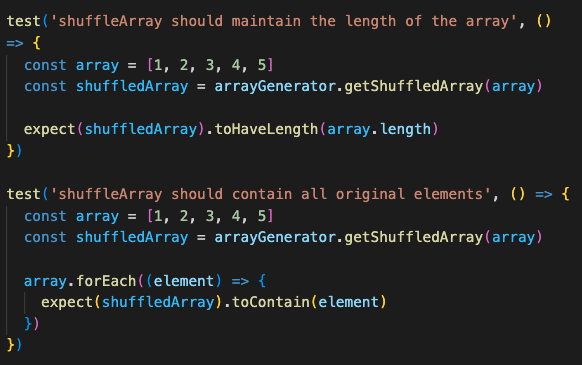 test('shuffleArray should maintain the length of the array', ()
=> {
  const array = [1, 2, 3, 4, 5]
  const shuffledArray = arrayGenerator.getShuffledArray(array)

  expect(shuffledArray).toHaveLength(array.length)
})

test('shuffleArray should contain all original elements', () => {
  const array = [1, 2, 3, 4, 5]
  const shuffledArray = arrayGenerator.getShuffledArray(array)

  array.forEach((element) => {
    expect(shuffledArray).toContain(element)
  })
})